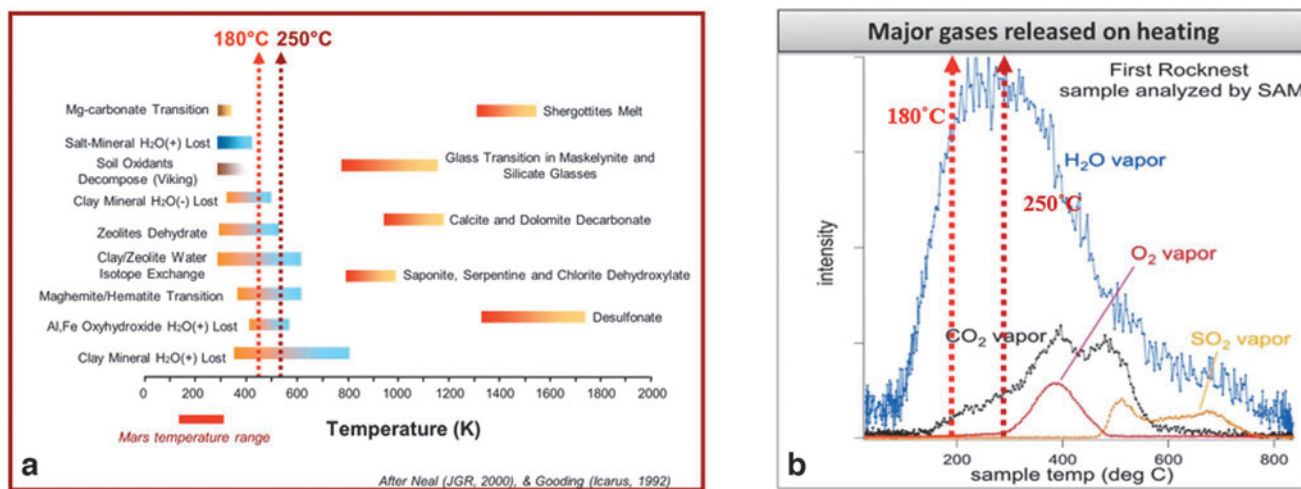 180°C 250°C
Mg-carbonate Transition
Salt-Mineral H₂O(+) Lost
Soil Oxidants
Decompose (Viking)
Clay Mineral H₂O(-) Lost
Zeolites Dehydrate
Clay/Zeolite Water
Isotope Exchange
Maghemite/Hematite Transition
Al,Fe Oxyhydroxide H₂O(+) Lost
Clay Mineral H₂O(+) Lost
Shergottites Melt
Glass Transition in Maskelynite and
Silicate Glasses
Calcite and Dolomite Decarbonate
Saponite, Serpentine and Chlorite Dehydroxylate
Desulfonate
0 200 400 600 800 1000 1200 1400 1600 1800 2000
Temperature (K)
Mars temperature range
After Neal (JGR, 2000), & Gooding (Icarus, 1992)
a
Major gases released on heating
First Rocknest
sample analyzed by SAM
180°C
H₂O vapor
250°C
O₂ vapor
CO₂ vapor
SO₂ vapor
intensity
200 400 600 800
sample temp (deg C)
b